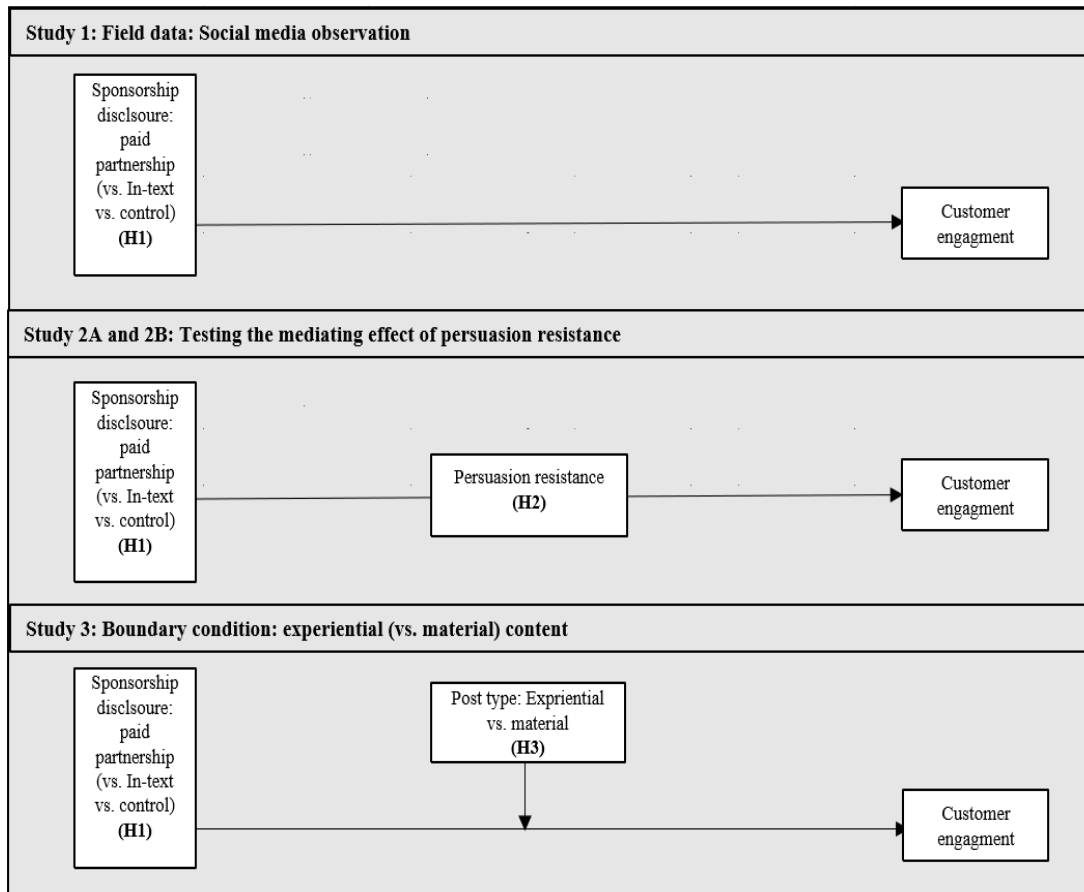 Study 1: Field data: Social media observation
Sponsorship
disclsoure:
paid
partnership
(vs. In-text
vs. control)
(H1)
Customer
engagment
Study 2A and 2B: Testing the mediating effect of persuasion resistance
Sponsorship
disclsoure:
paid
partnership
(vs. In-text
vs. control)
(H1)
Persuasion resistance
(H2)
Customer
engagment
Study 3: Boundary condition: experiential (vs. material) content
Sponsorship
disclsoure:
paid
partnership
(vs. In-text
vs. control)
(H1)
Post type: Expriential
vs. material
(H3)
Customer
engagment